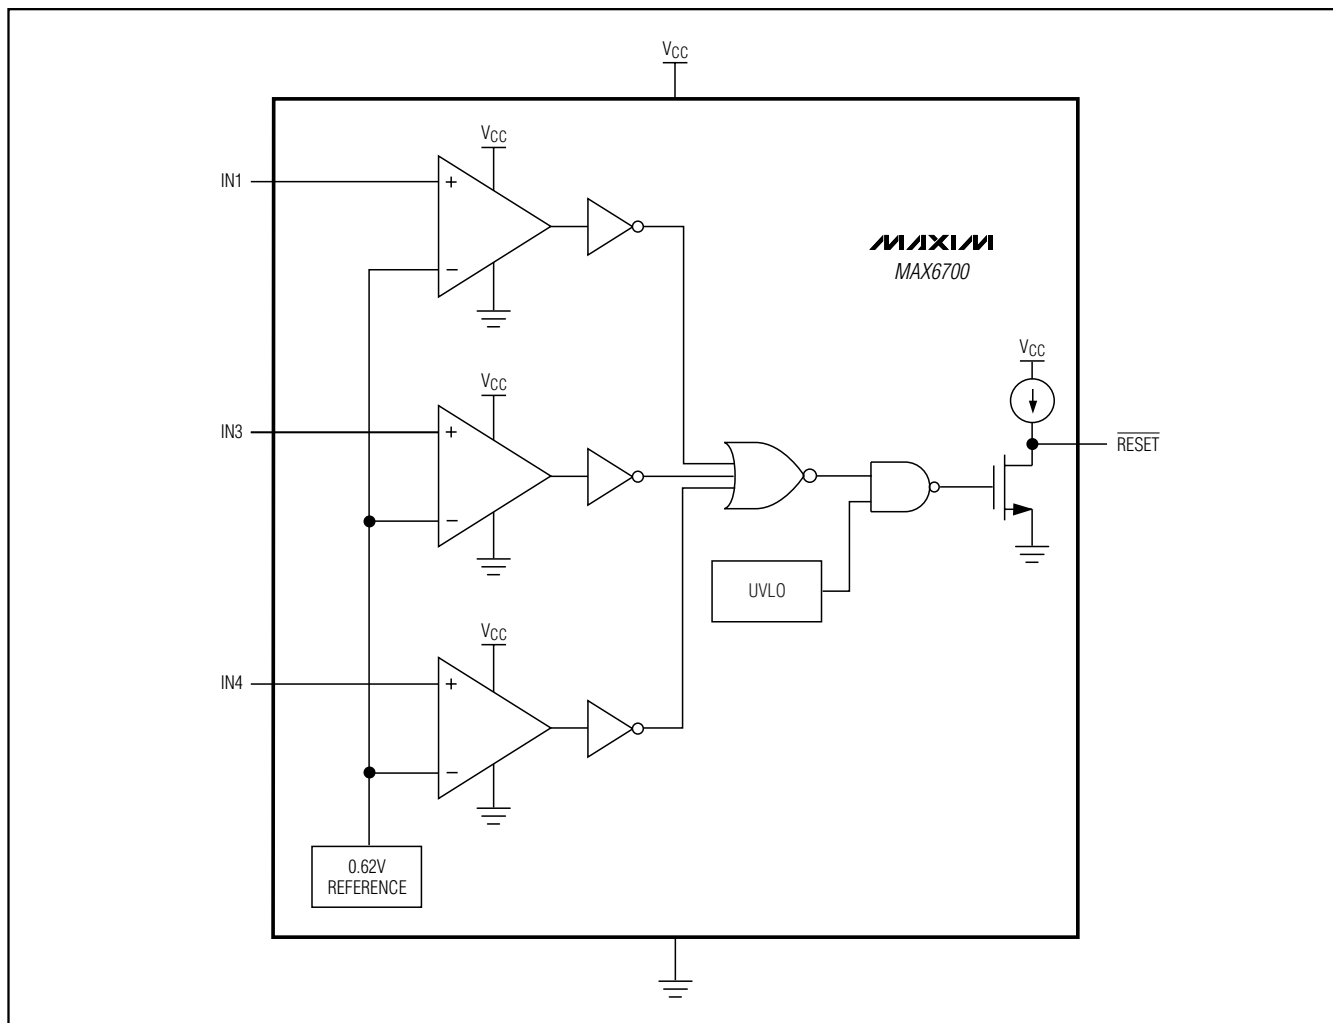 VCC
VCC
IN1
+
−
MAXIM
MAX6700
VCC
VCC
IN3
+
−
RESET
UVLO
VCC
IN4
+
−
0.62V
REFERENCE